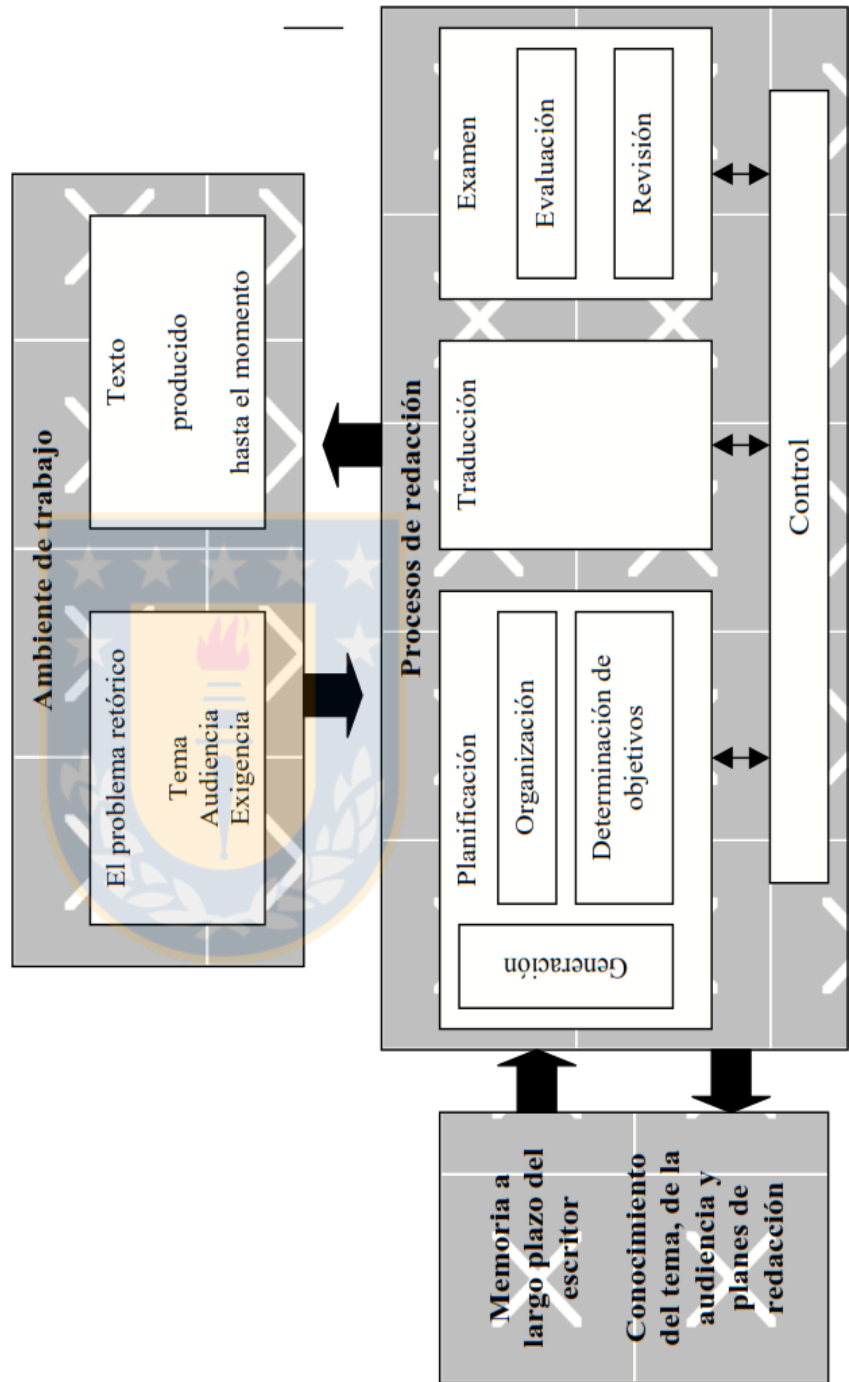 Ambiente de trabajo
El problema retórico
Tema
Audiencia
Exigencia
Texto
producido
hasta el momento
Memoria a
largo plazo del
escritor
Conocimiento
del tema, de la
audiencia y
planes de
redacción
Procesos de redacción
Planificación
Generación
Organización
Determinación de
objetivos
Traducción
Examen
Evaluación
Revisión
Control